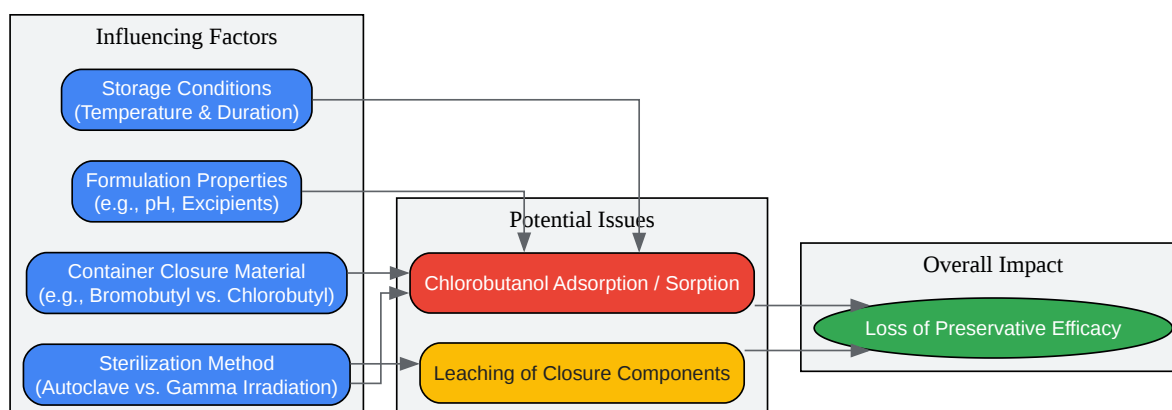 Influencing Factors
Storage Conditions
(Temperature & Duration)
Formulation Properties
(e.g., pH, Excipients)
Container Closure Material
(e.g., Bromobutyl vs. Chlorobutyl)
Sterilization Method
(Autoclave vs. Gamma Irradiation)
Potential Issues
Chlorobutanol Adsorption / Sorption
Leaching of Closure Components
Overall Impact
Loss of Preservative Efficacy